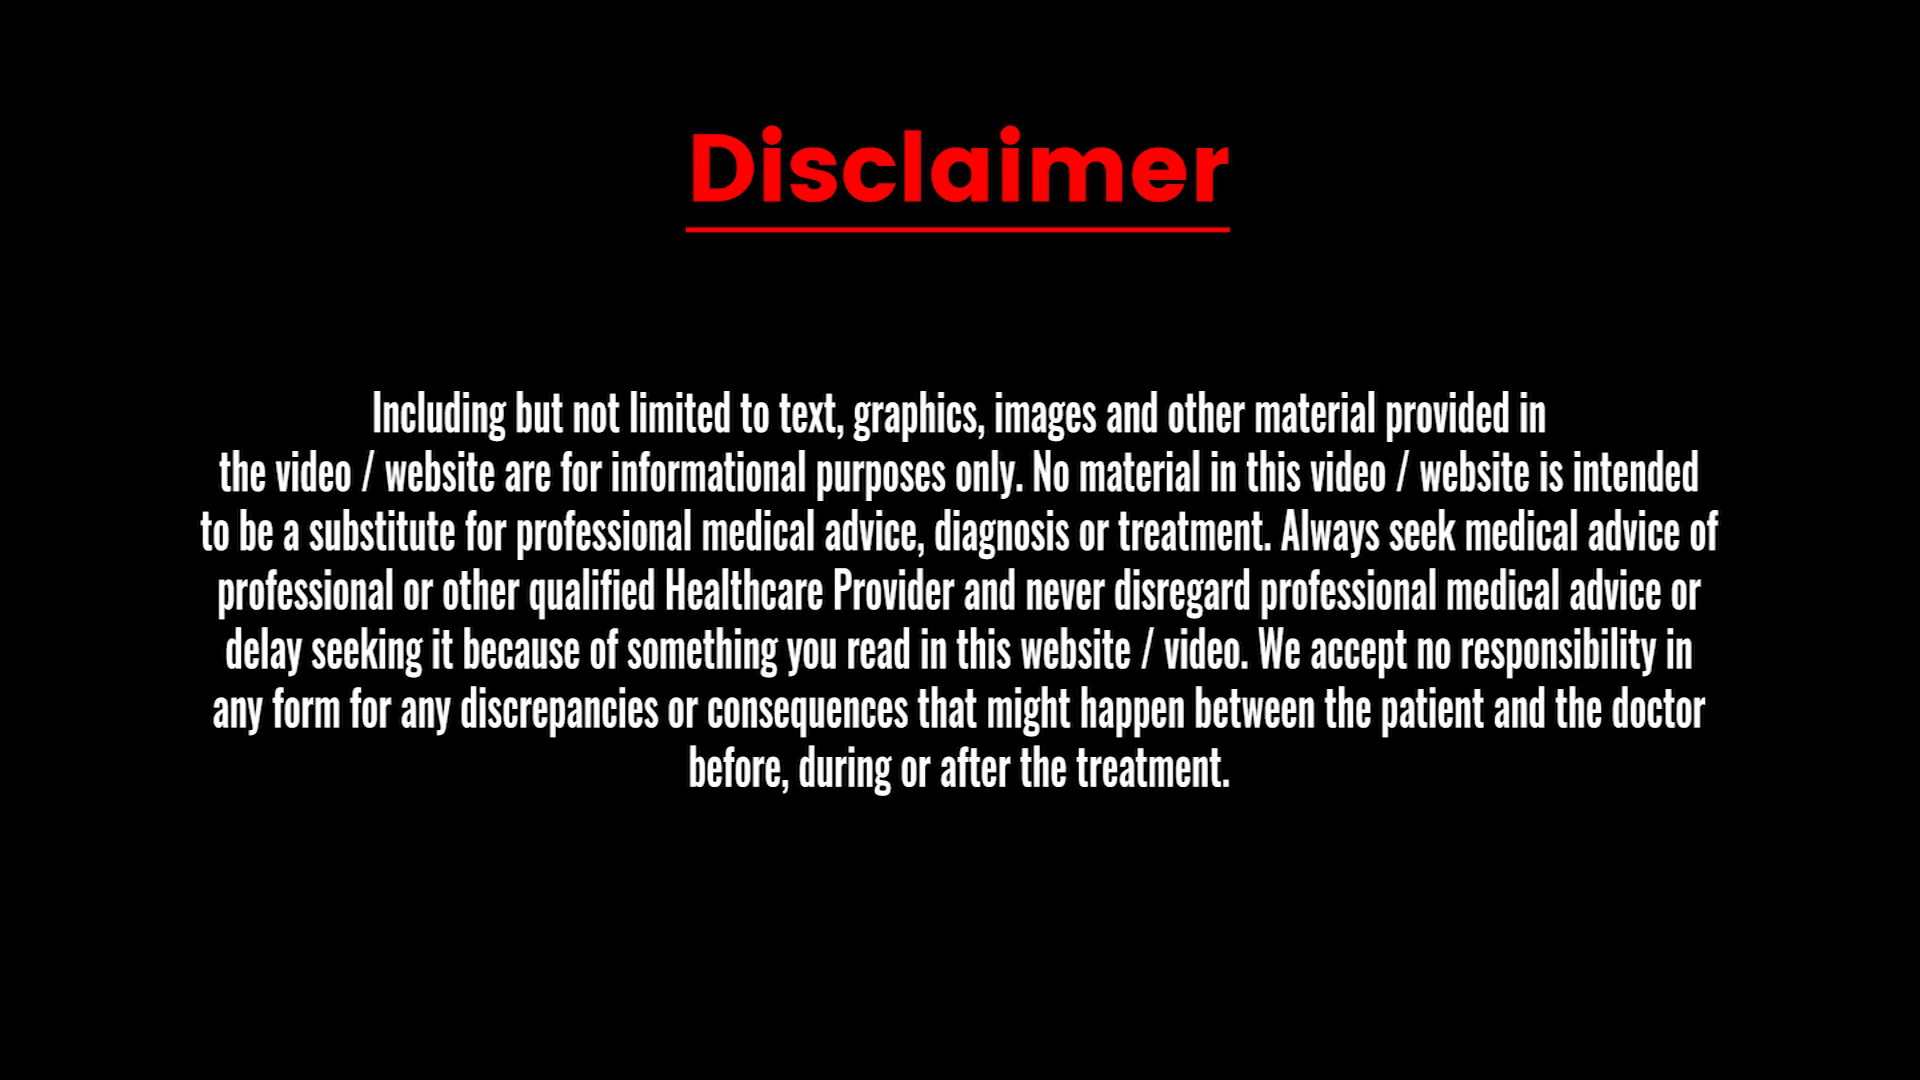 Disclaimer
Including but not limited to text, graphics, images and other material provided in
the video / website are for informational purposes only. No material in this video / website is intended
to be a substitute for professional medical advice, diagnosis or treatment. Always seek medical advice of
professional or other qualified Healthcare Provider and never disregard professional medical advice or
delay seeking it because of something you read in this website / video. We accept no responsibility in
any form for any discrepancies or consequences that might happen between the patient and the doctor
before, during or after the treatment.